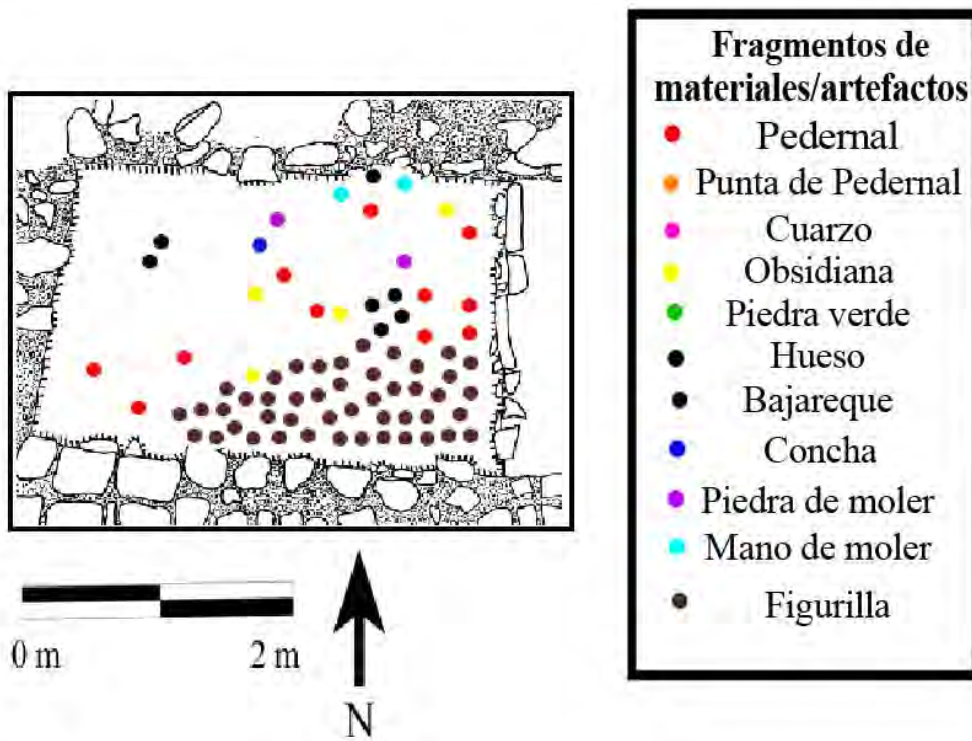 Fragmentos de
materiales/artefactos
Pedernal
Punta de Pedernal
Cuarzo
Obsidiana
Piedra verde
Hueso
Bajareque
Concha
Piedra de moler
Mano de moler
Figurilla
0 m 2 m
N